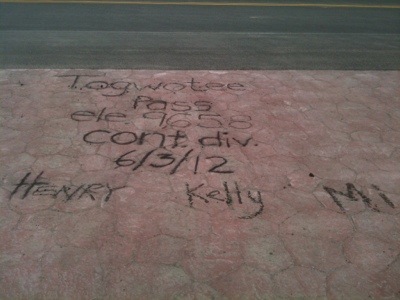 Togwotee
Pass
ele 9658
cont div.
6/3/12
HENRY Kelly Mi